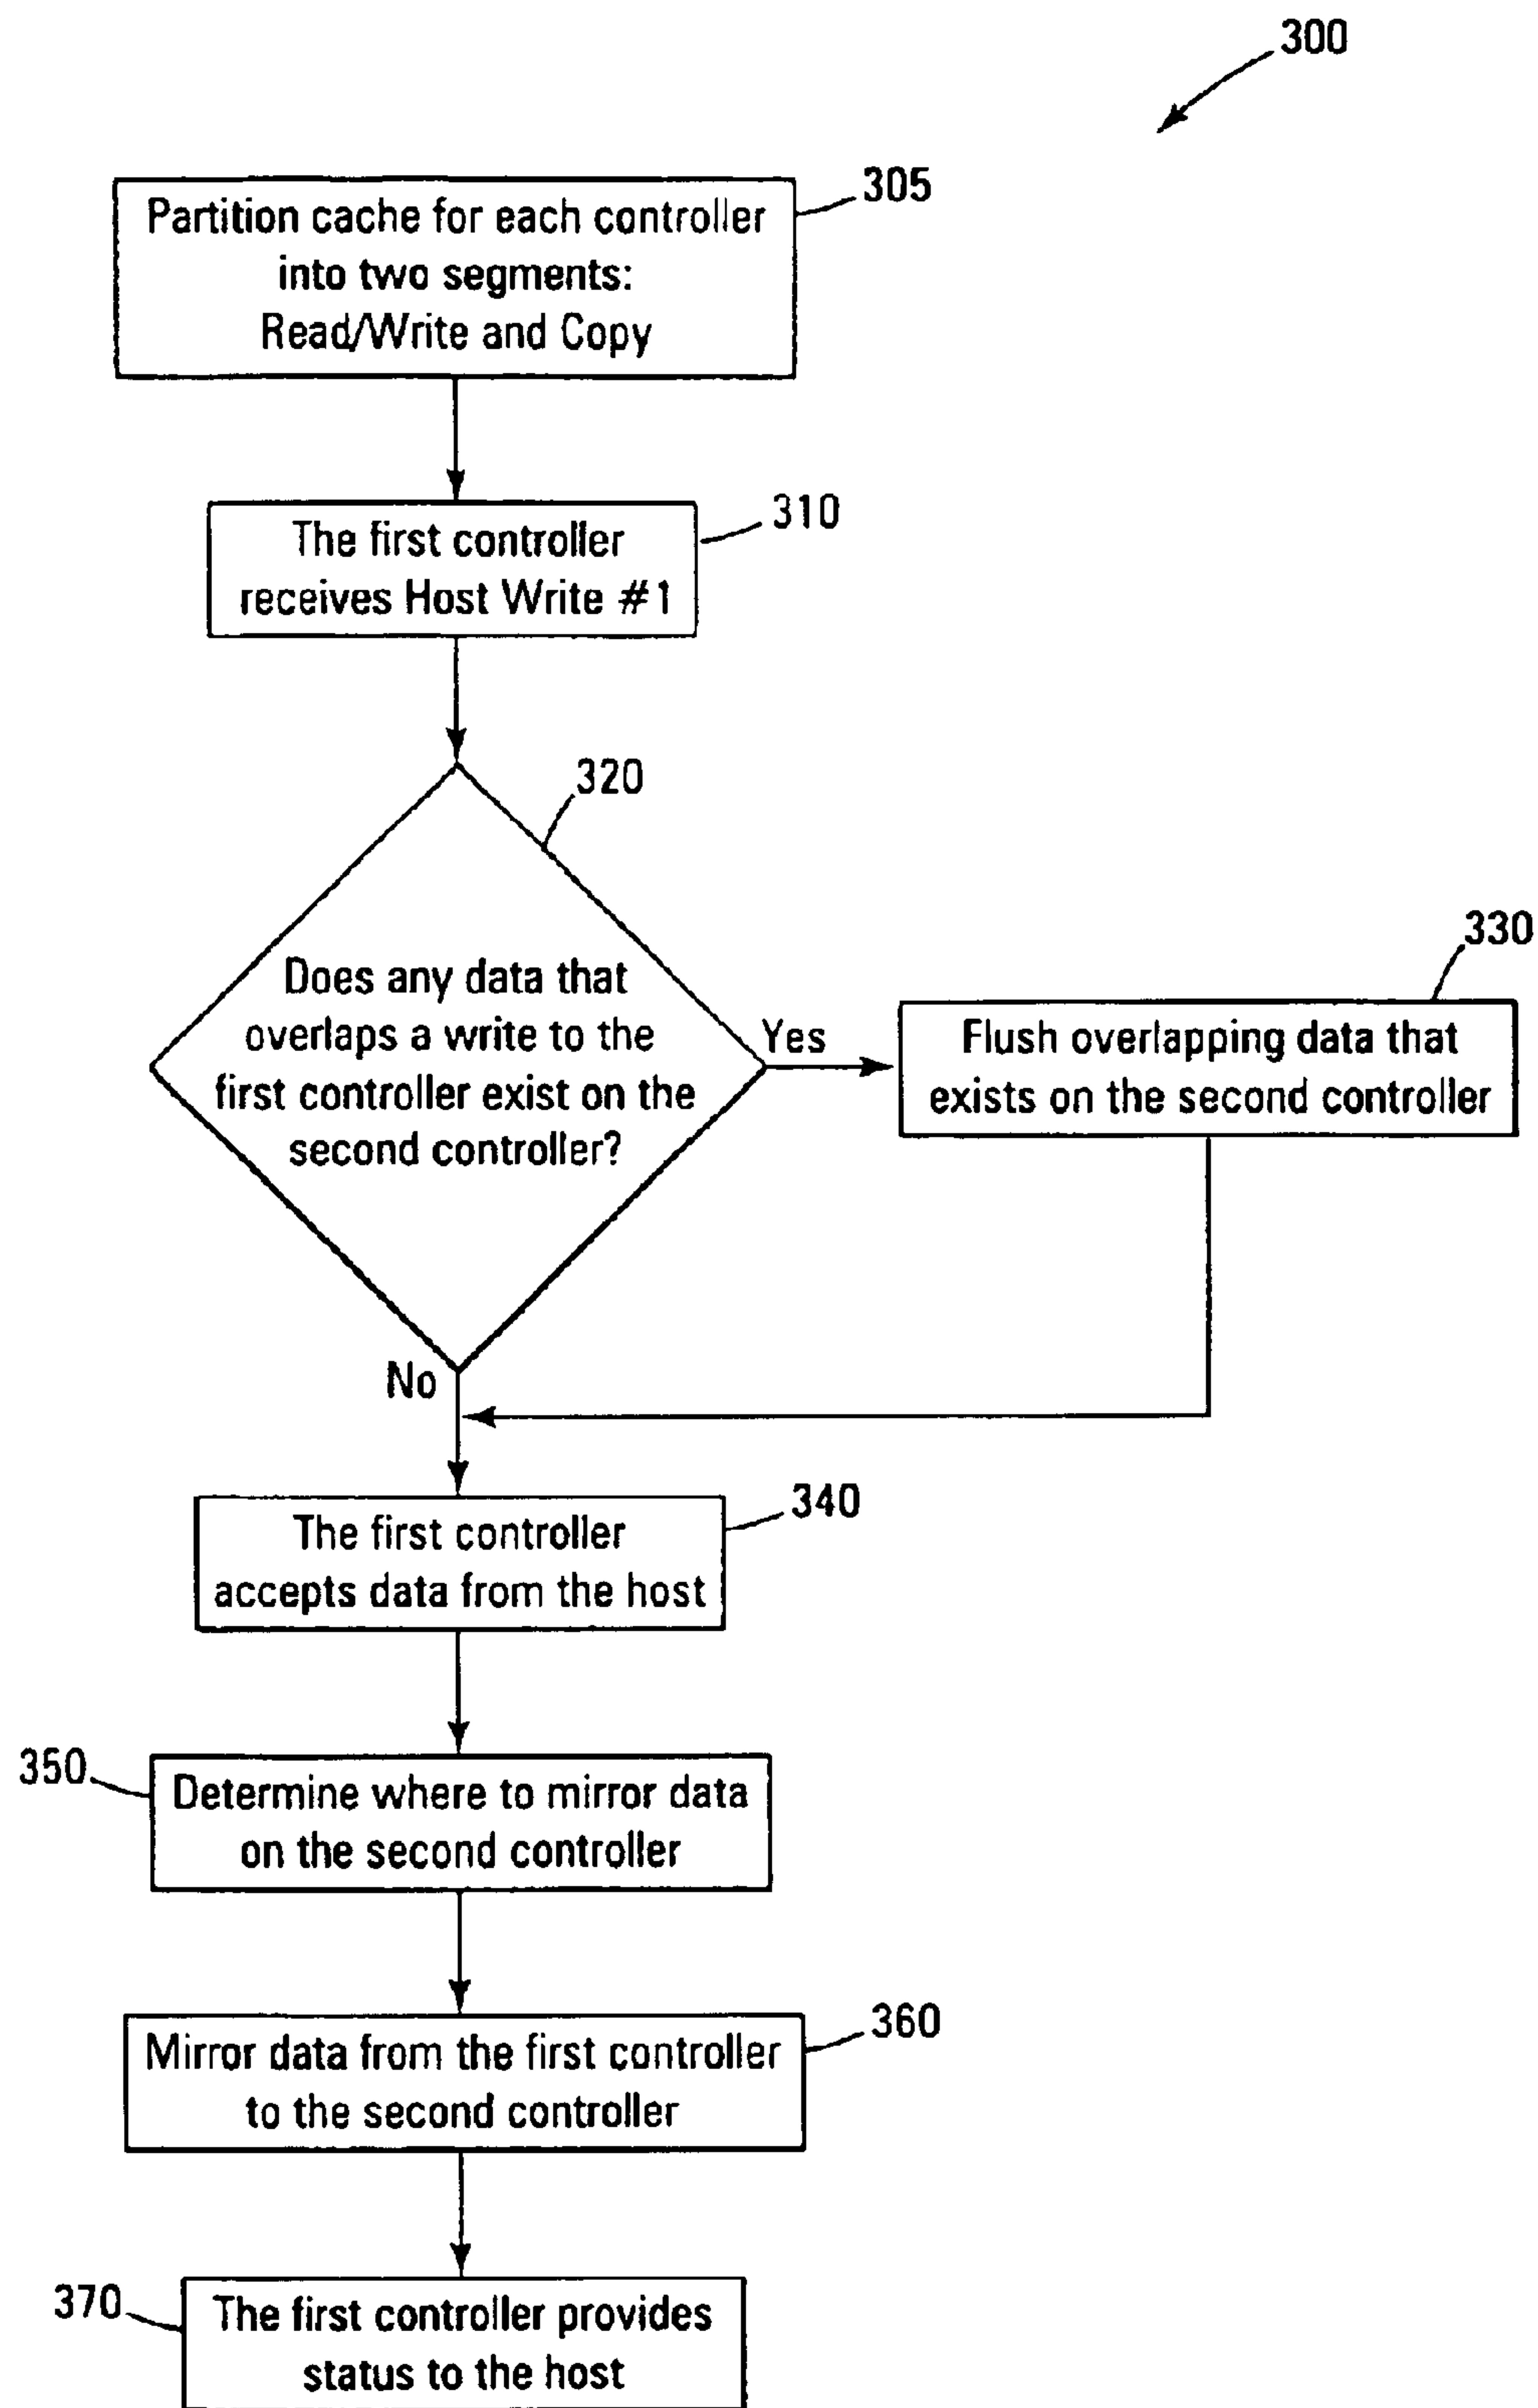 300
305
Partition cache for each controller
into two segments:
Read/Write and Copy
310
The first controller
receives Host Write #1
320
Does any data that
overlaps a write to the
first controller exist on the
second controller?
Yes
330
Flush overlapping data that
exists on the second controller
No
340
The first controller
accepts data from the host
350
Determine where to mirror data
on the second controller
360
Mirror data from the first controller
to the second controller
370
The first controller provides
status to the host